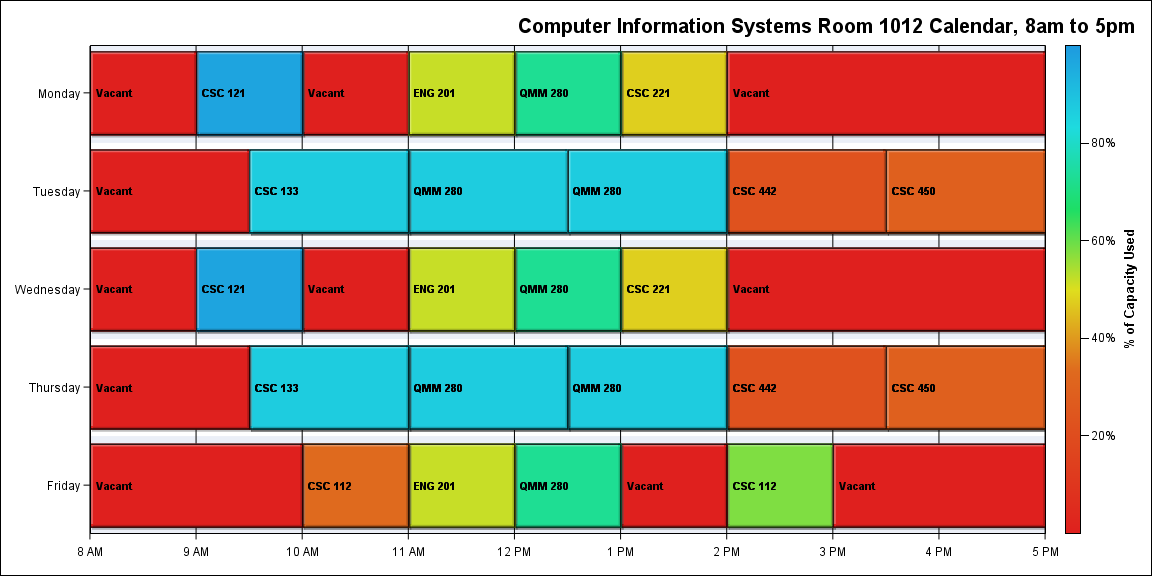 Computer Information Systems Room 1012 Calendar, 8am to 5pm
Monday
Vacant
CSC 121
Vacant
ENG 201
QMM 280
CSC 221
Vacant
Tuesday
Vacant
CSC 133
QMM 280
QMM 280
CSC 442
CSC 450
Wednesday
Vacant
CSC 121
Vacant
ENG 201
QMM 280
CSC 221
Vacant
Thursday
Vacant
CSC 133
QMM 280
QMM 280
CSC 442
CSC 450
Friday
Vacant
CSC 112
ENG 201
QMM 280
Vacant
CSC 112
Vacant
8 AM
9 AM
10 AM
11 AM
12 PM
1 PM
2 PM
3 PM
4 PM
5 PM
80%
60%
40%
20%
% of Capacity Used